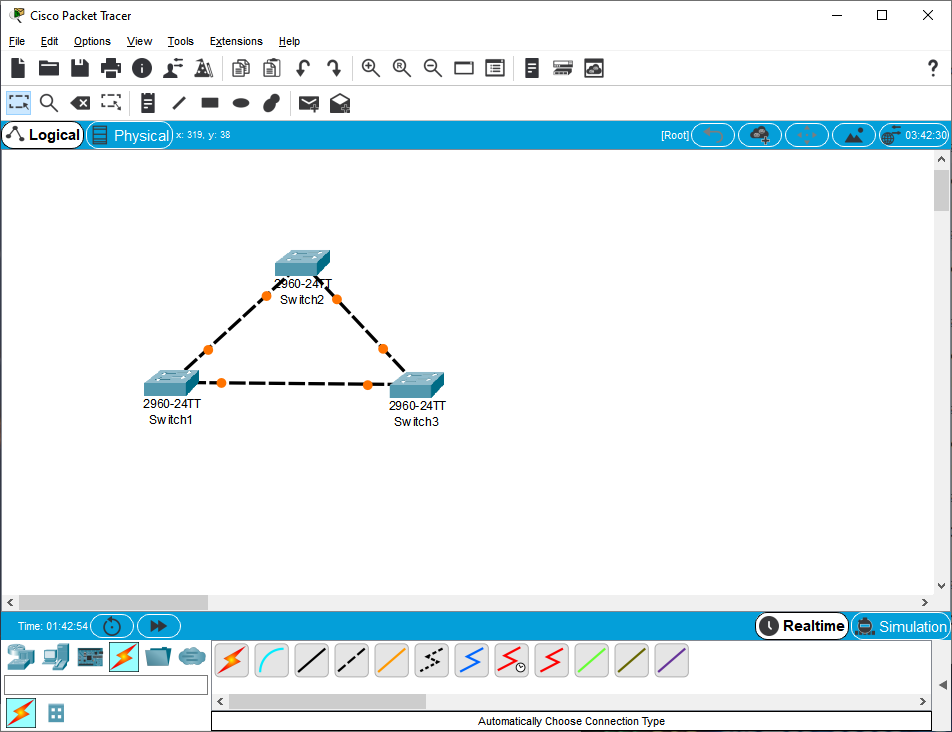 Cisco Packet Tracer
File Edit Options View Tools Extensions Help
Logical Physical x: 319, y: 38 [Root] 03:42:30
2960-24TT
Switch2
2960-24TT
Switch1
2960-24TT
Switch3
Time: 01:42:54 Realtime Simulation
Automatically Choose Connection Type